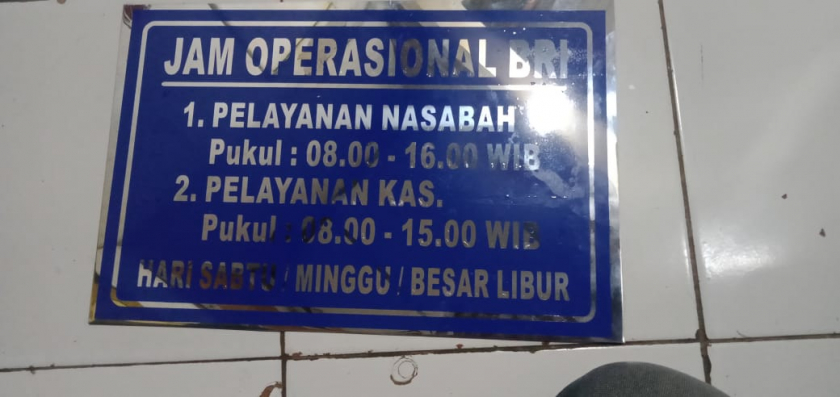 JAM OPERASIONAL BRI
1. PELAYANAN NASABAH
Pukul : 08.00 - 16.00 WIB
2. PELAYANAN KAS.
Pukul : 08.00 - 15.00 WIB
HARI SABTU / MINGGU / BESAR LIBUR